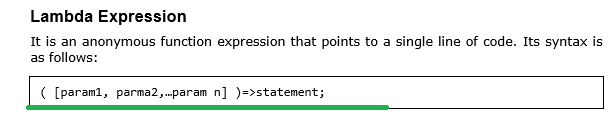 Lambda Expression
It is an anonymous function expression that points to a single line of code. Its syntax is
as follows:
( [param1, parma2,…param n] )=>statement;